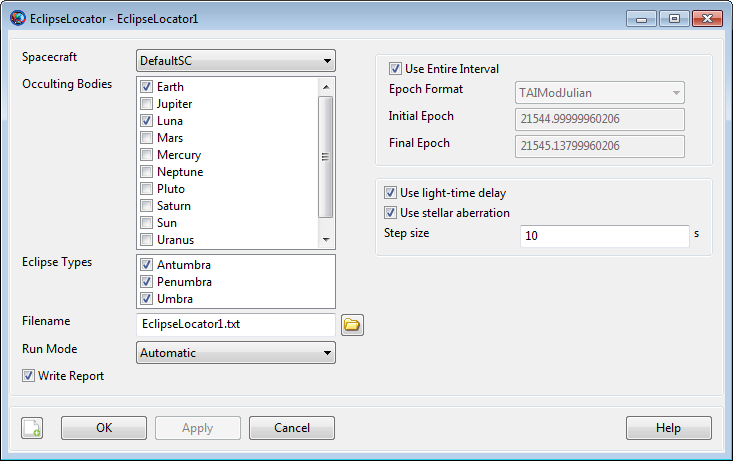 EclipseLocator - EclipseLocator1
Spacecraft
DefaultSC
Occulting Bodies
Earth
Jupiter
Luna
Mars
Mercury
Neptune
Pluto
Saturn
Sun
Uranus
Eclipse Types
Antumbra
Penumbra
Umbra
Filename
EclipseLocator1.txt
Run Mode
Automatic
Write Report
Use Entire Interval
Epoch Format
TAIModJulian
Initial Epoch
21544.99999960206
Final Epoch
21545.13799960206
Use light-time delay
Use stellar aberration
Step size
10
s
OK
Apply
Cancel
Help